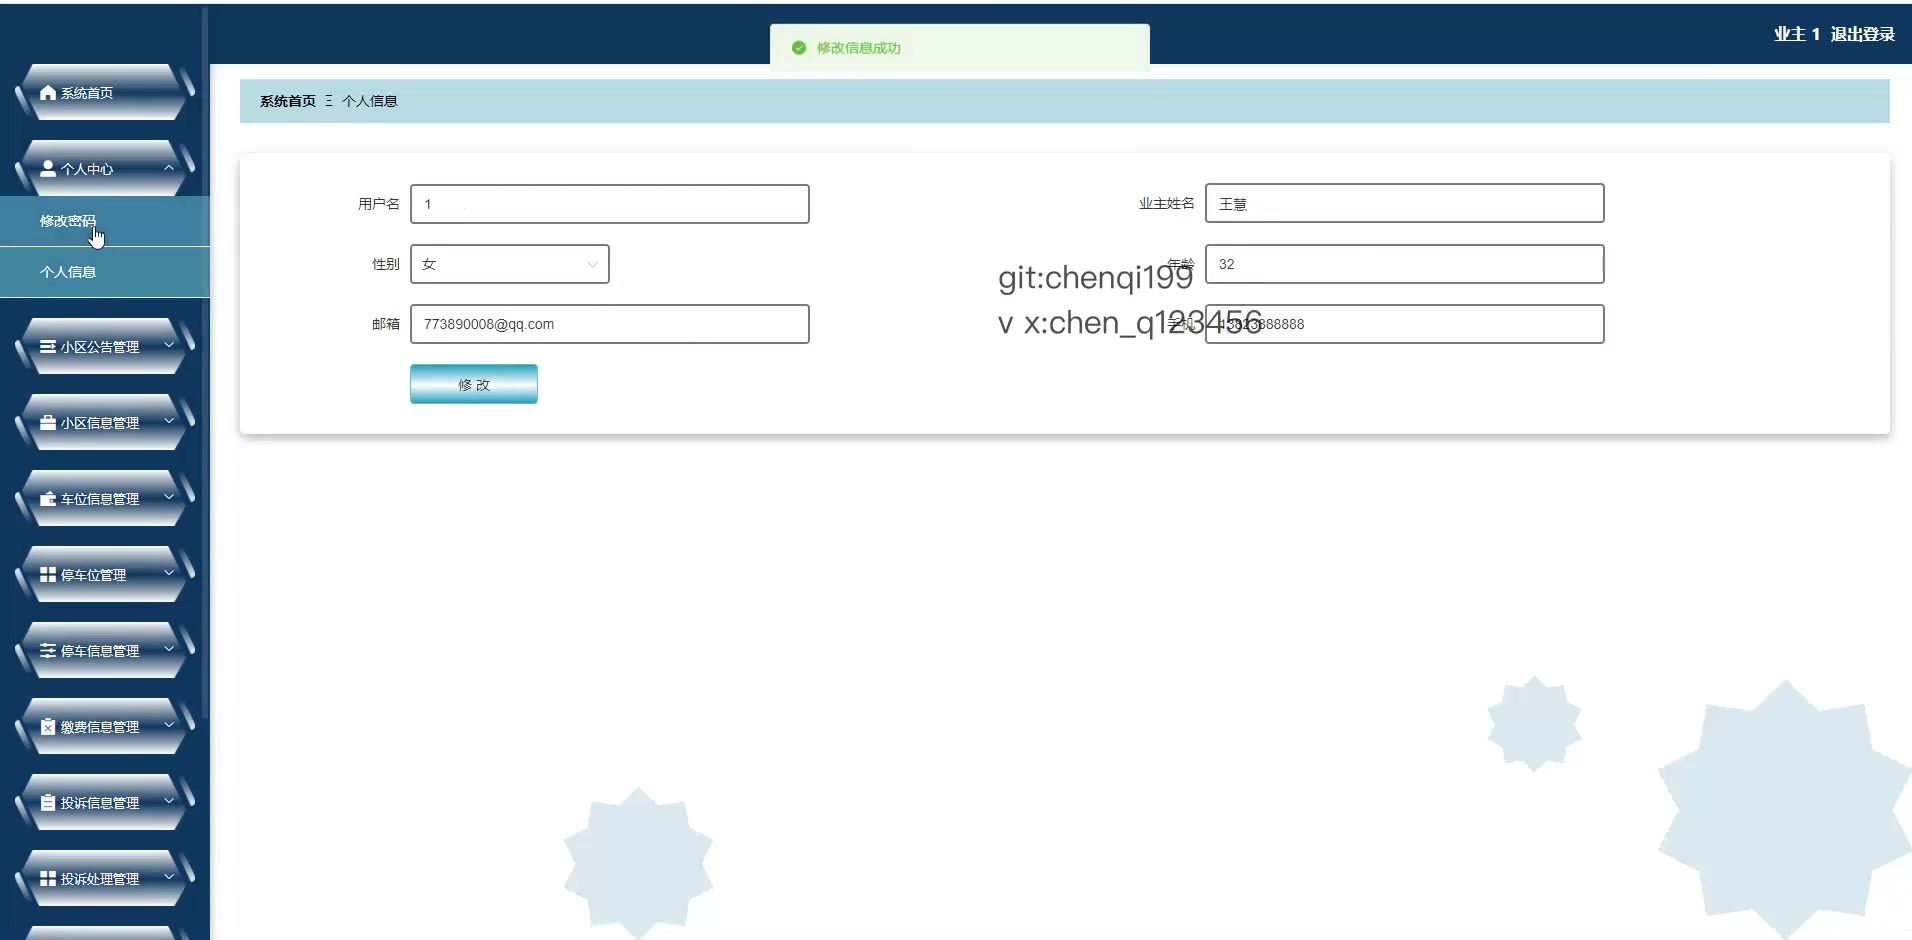 业主 1 退出登录
修改信息成功
系统首页
个人中心
修改密码
个人信息
小区公告管理
小区信息管理
车位信息管理
停车位管理
停车信息管理
缴费信息管理
投诉信息管理
投诉处理管理
系统首页 Ξ 个人信息
用户名 1
业主姓名 王慧
性别 女
年龄 32
git:chenqi199
邮箱 773890008@qq.com
手机 13823888888
v x:chen_q123456
修 改